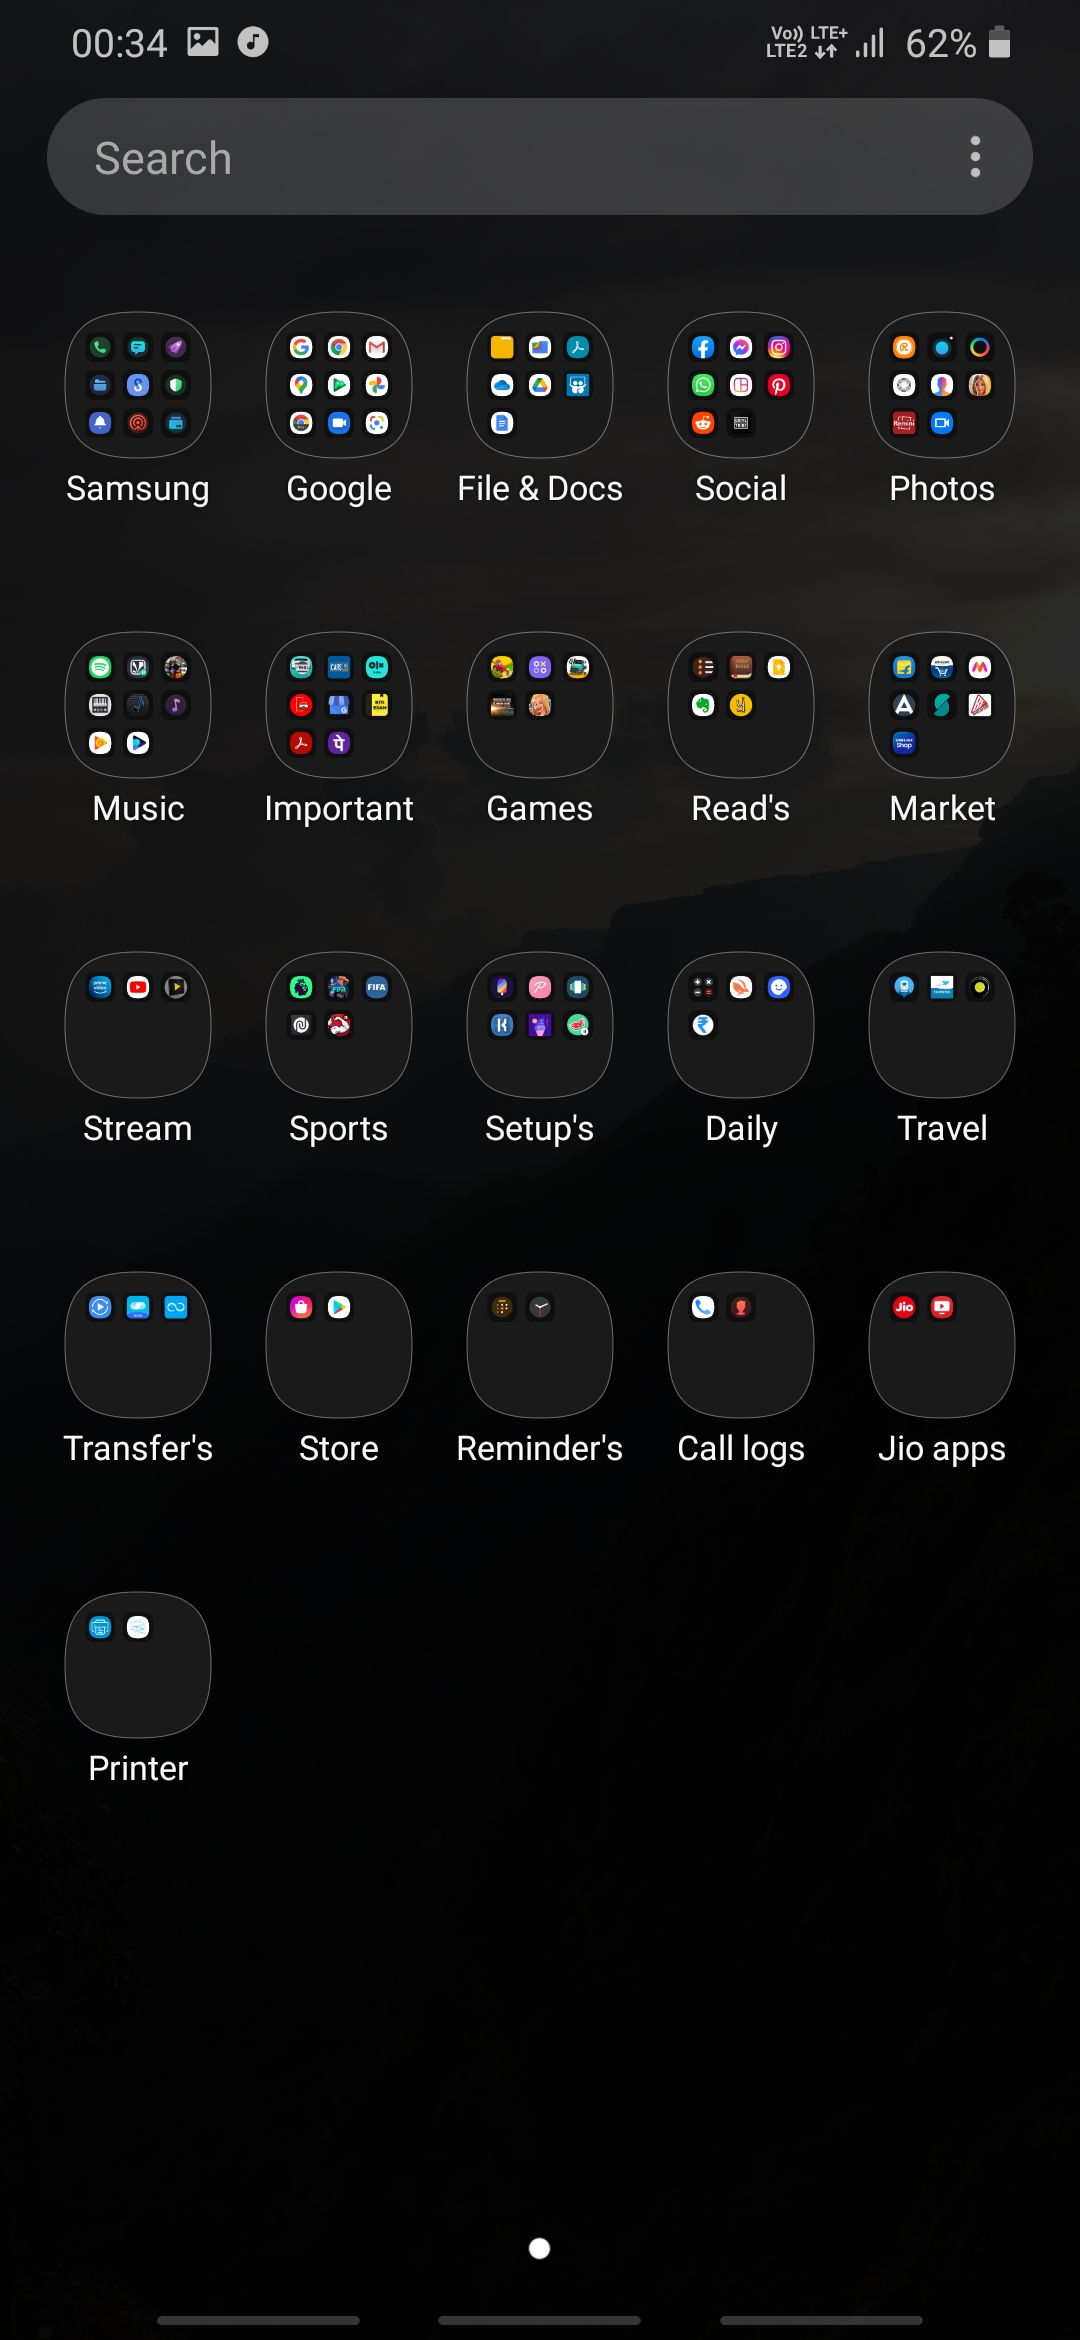 00:34 Vo)) LTE+ LTE2 62%
Search
Samsung Google File & Docs Social Photos
Music Important Games Read's Market
Stream Sports Setup's Daily Travel
Transfer's Store Reminder's Call logs Jio apps
Printer